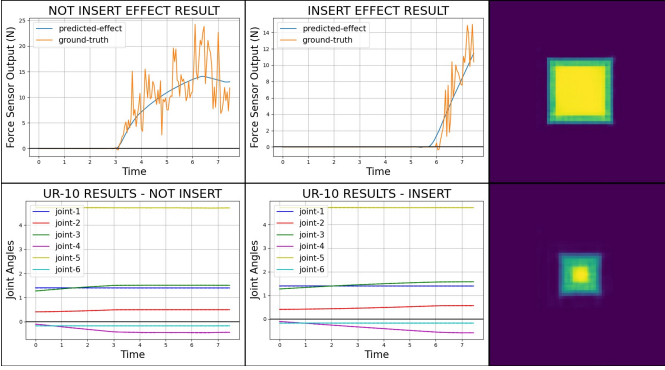 NOT INSERT EFFECT RESULT
predicted-effect
ground-truth
Force Sensor Output (N)
25
20
15
10
5
0
0 1 2 3 4 5 6 7
Time
INSERT EFFECT RESULT
predicted-effect
ground-truth
Force Sensor Output (N)
14
12
10
8
6
4
2
0
0 1 2 3 4 5 6 7
Time
UR-10 RESULTS - NOT INSERT
joint-1
joint-2
joint-3
joint-4
joint-5
joint-6
Joint Angles
4
3
2
1
0
0 1 2 3 4 5 6 7
Time
UR-10 RESULTS - INSERT
joint-1
joint-2
joint-3
joint-4
joint-5
joint-6
Joint Angles
4
3
2
1
0
0 1 2 3 4 5 6 7
Time